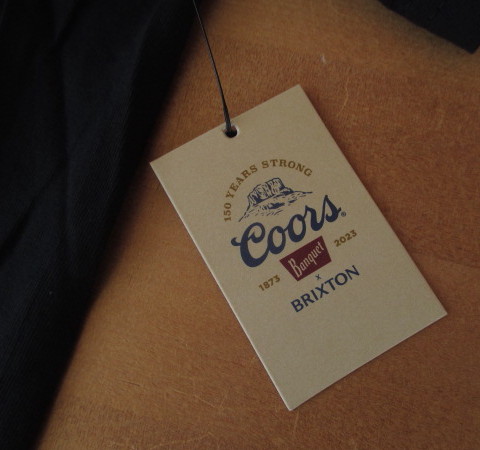 150 YEARS STRONG
Coors®
1873 Banquet 2023
x
BRIXTON